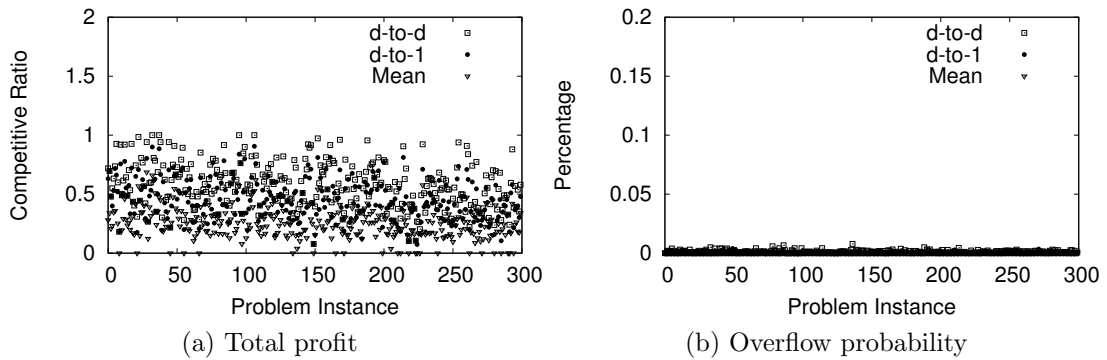 2
1.5
1
0.5
0
d-to-d
d-to-1
Mean
Competitive Ratio
0 50 100 150 200 250 300
Problem Instance
(a) Total profit
0.2
0.15
0.1
0.05
0
d-to-d
d-to-1
Mean
Percentage
0 50 100 150 200 250 300
Problem Instance
(b) Overflow probability